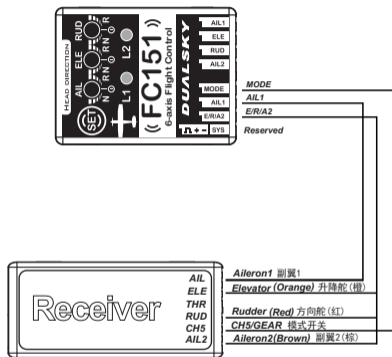 HEAD DIRECTION
AIL ELE RUD
N I R N I R N I R
SET
L1 L2
FC151
6-axis Flight Control
DUALSKY
AIL1
ELE
RUD
AIL2
MODE
AIL1
E/R/A2
SYS
MODE
AIL1
E/R/A2
Reserved
Receiver
AIL
ELE
THR
RUD
CH5
AIL2
Aileron1 副翼1
Elevator (Orange) 升降舵(橙)
Rudder (Red) 方向舵(红)
CH5/GEAR 模式开关
Aileron2(Brown) 副翼2(棕)